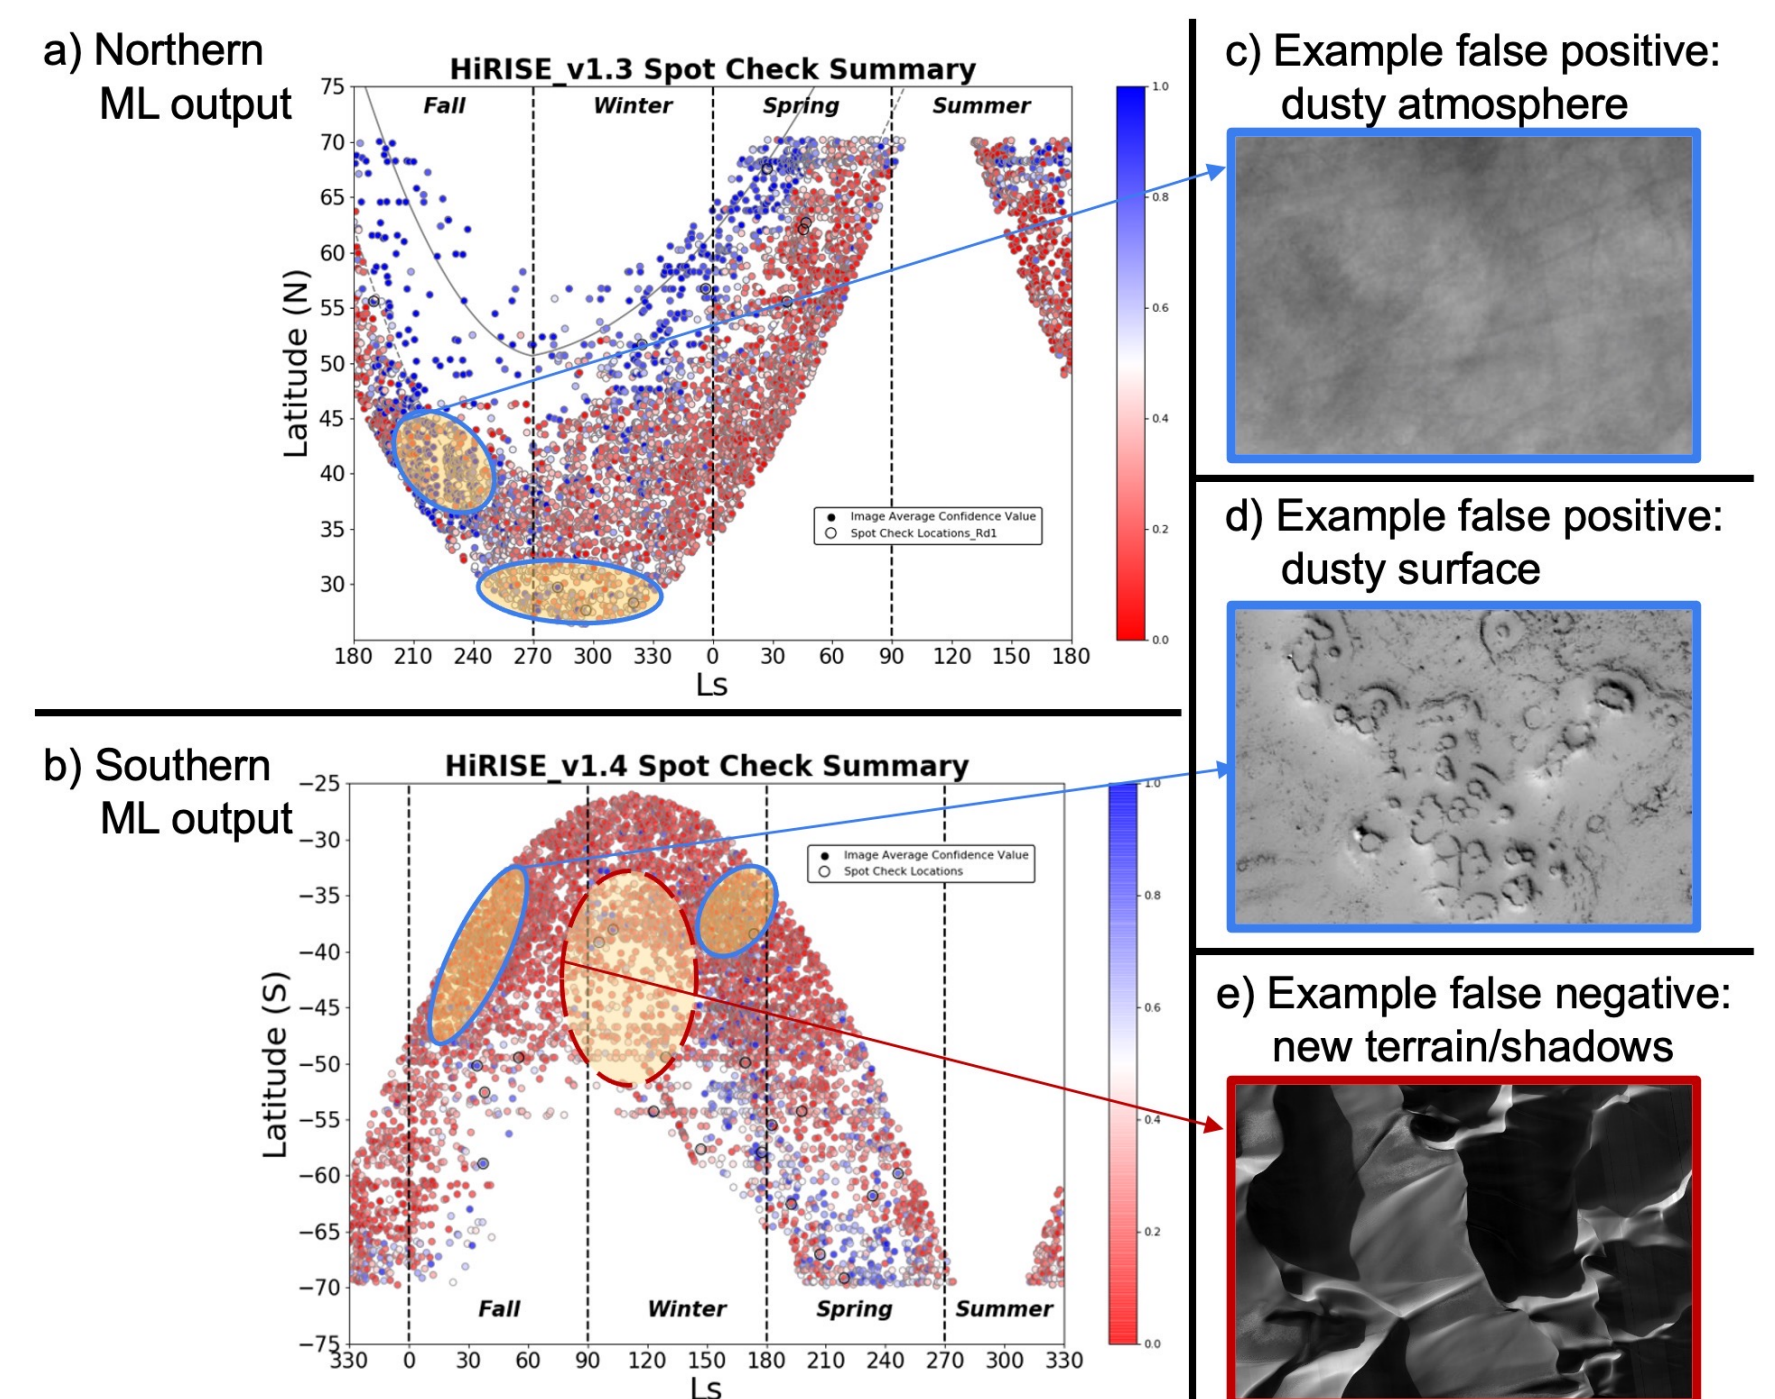 a) Northern
ML output
HiRISE_v1.3 Spot Check Summary
Fall
Winter
Spring
Summer
75
70
65
60
55
50
45
40
35
30
Latitude (N)
Image Average Confidence Value
Spot Check Locations_Rd1
180
210
240
270
300
330
0
30
60
90
120
150
180
Ls
1.0
0.8
0.6
0.4
0.2
0.0
b) Southern
ML output
HiRISE_v1.4 Spot Check Summary
−25
−30
−35
−40
−45
−50
−55
−60
−65
−70
−75
Latitude (S)
Image Average Confidence Value
Spot Check Locations
Fall
Winter
Spring
Summer
330
0
30
60
90
120
150
180
210
240
270
300
330
Ls
1.0
0.8
0.6
0.4
0.2
0.0
c) Example false positive:
dusty atmosphere
d) Example false positive:
dusty surface
e) Example false negative:
new terrain/shadows